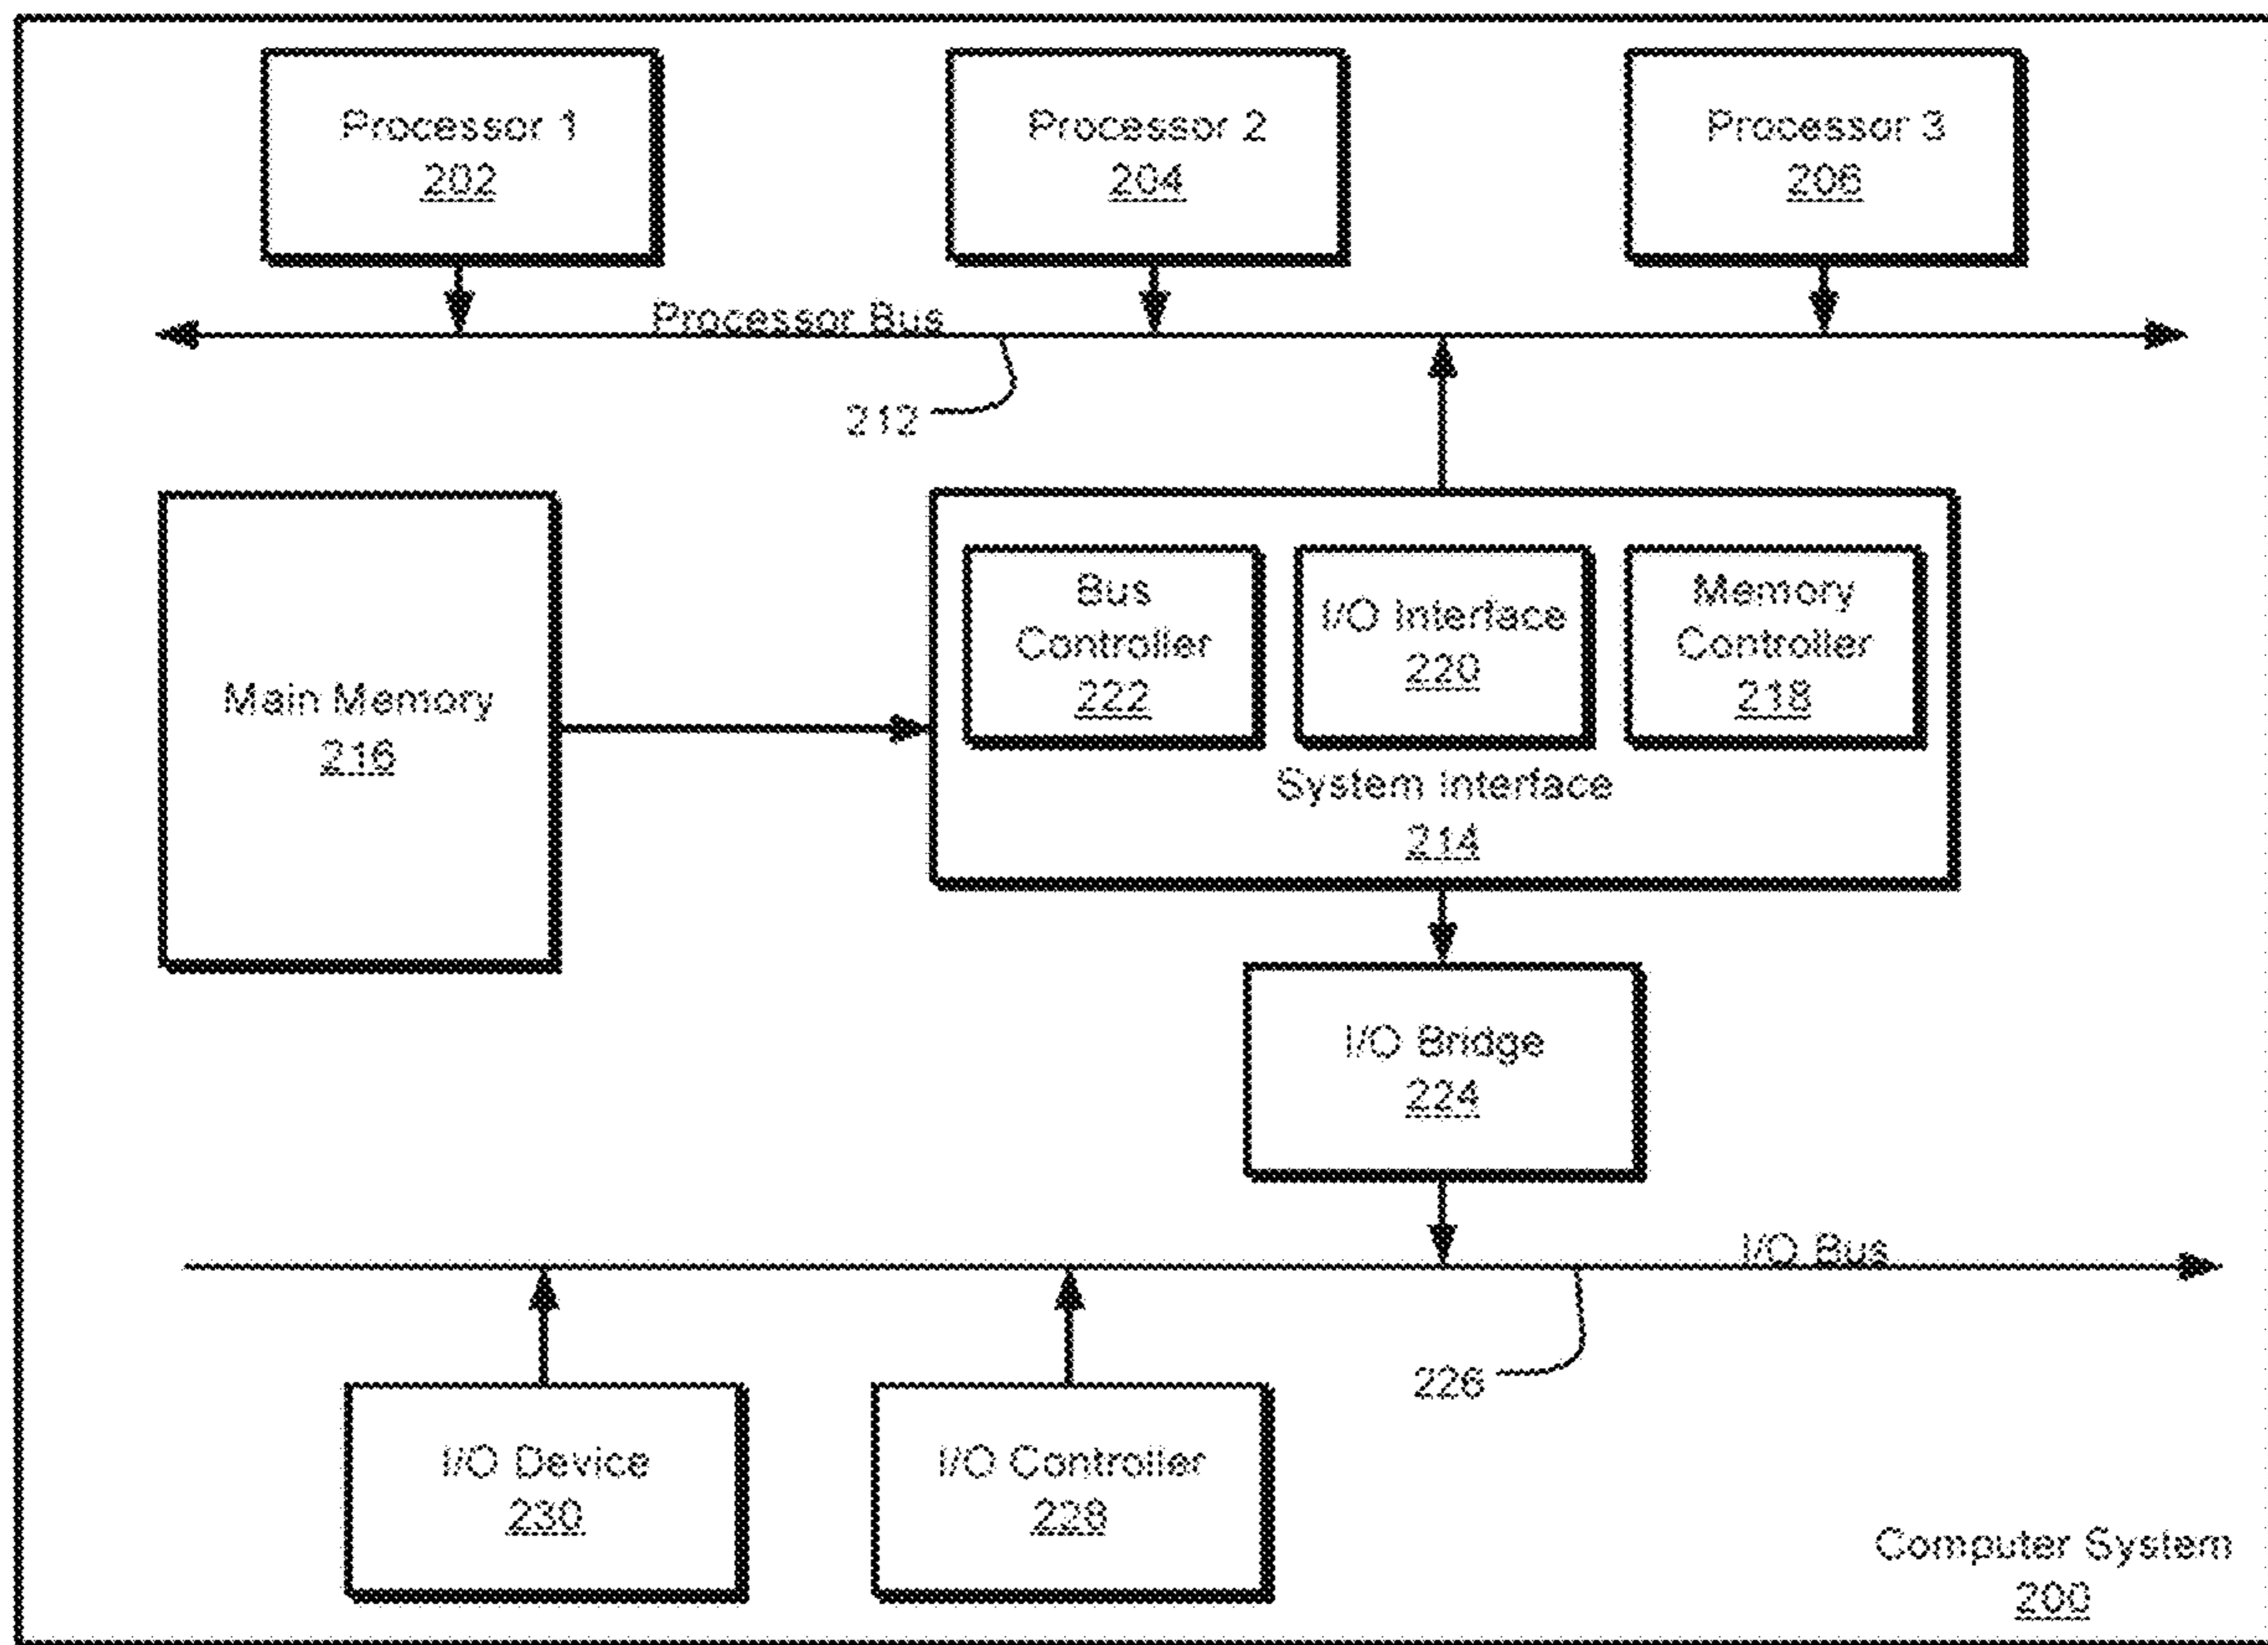 Processor 1
202
Processor 2
204
Processor 3
206
Processor Bus
212
Main Memory
216
Bus
Controller
222
I/O Interface
220
Memory
Controller
218
System Interface
214
I/O Bridge
224
I/O Bus
226
I/O Device
230
I/O Controller
228
Computer System
200